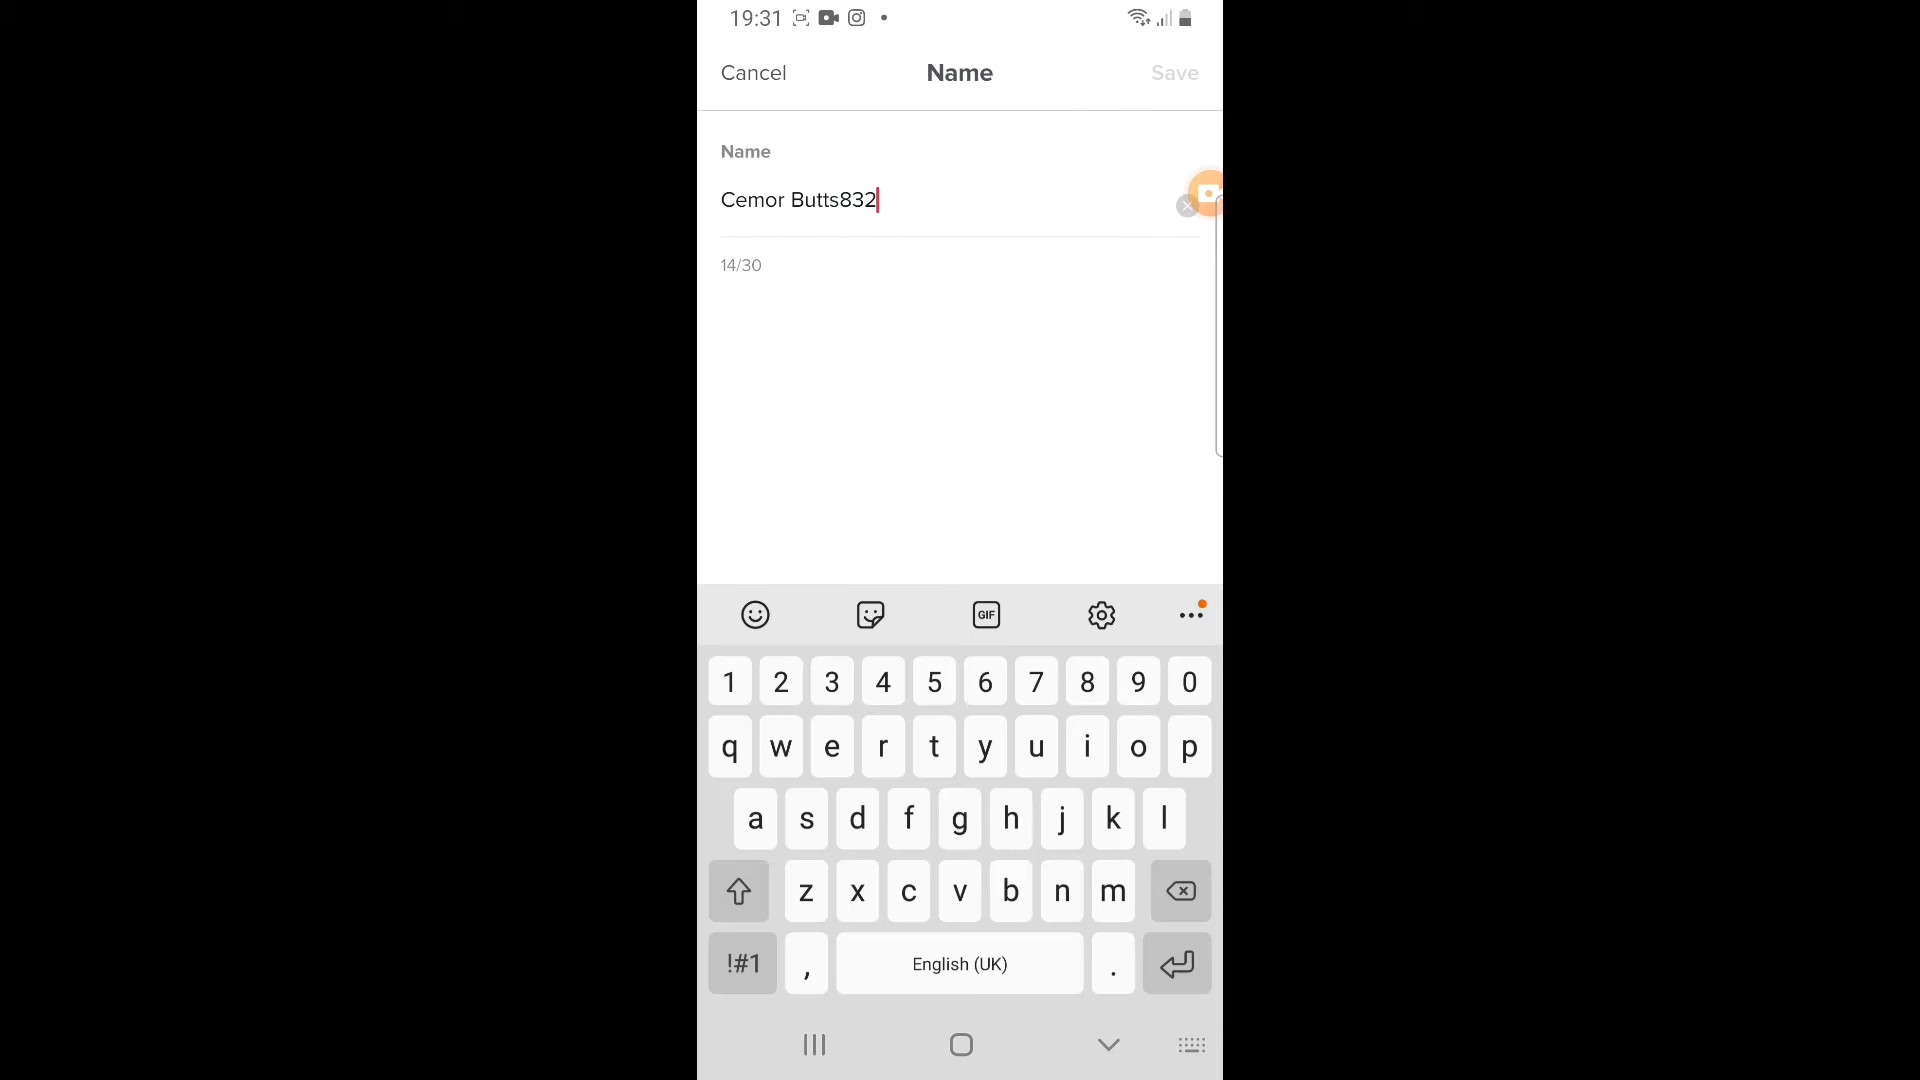 19:31
Cancel Name Save
Name
Cemor Butts832
14/30
GIF
1 2 3 4 5 6 7 8 9 0
q w e r t y u i o p
a s d f g h j k l
z x c v b n m
!#1 , English (UK) .